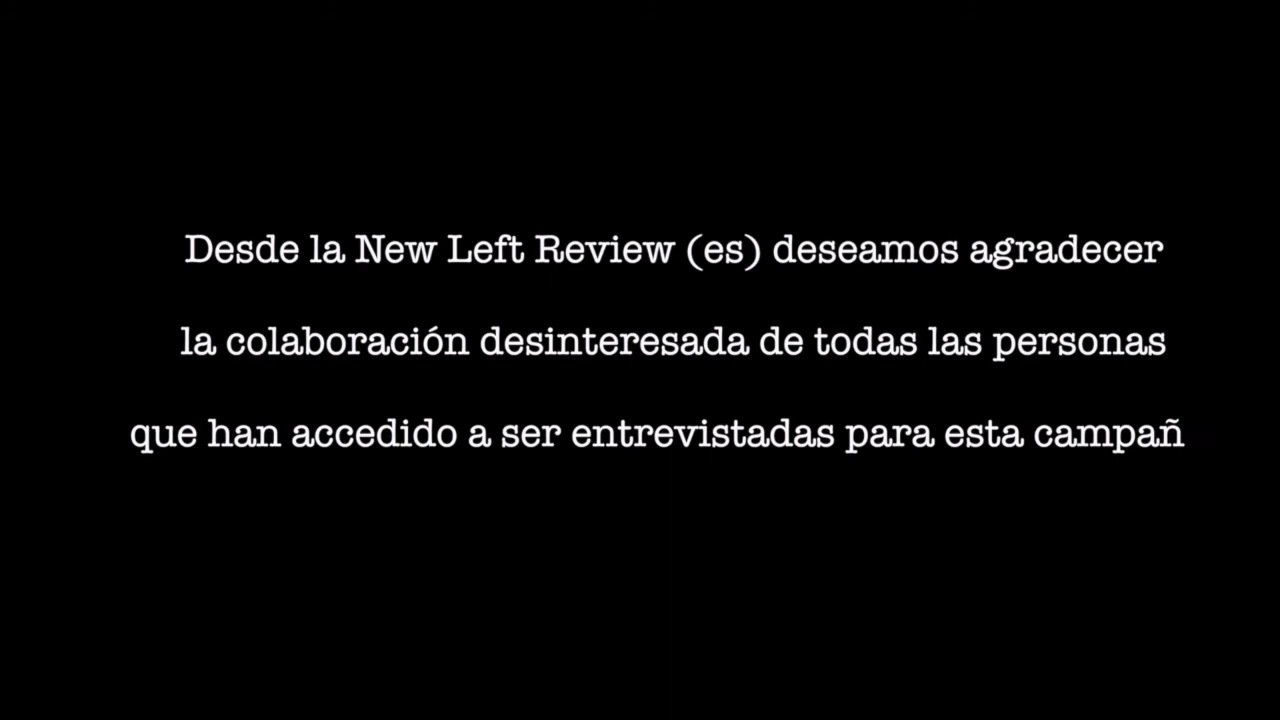 Desde la New Left Review (es) deseamos agradecer
la colaboración desinteresada de todas las personas
que han accedido a ser entrevistadas para esta campañ